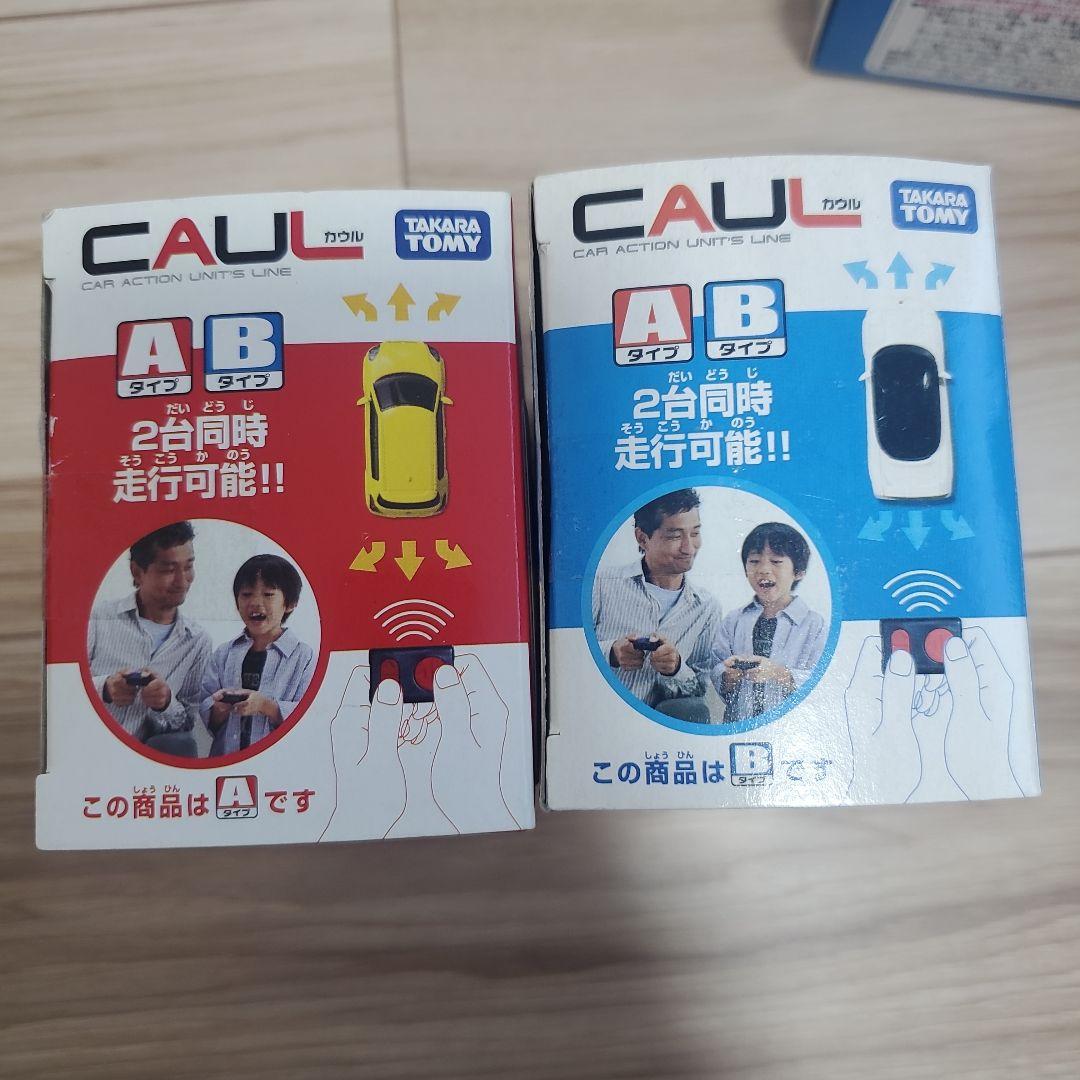 CAUL カウル
CAR ACTION UNIT'S LINE
TAKARA TOMY
A タイプ
B タイプ
だい どう じ
2台同時
そう こう か のう
走行可能!!
しょう ひん
この商品は A タイプ です
CAUL カウル
CAR ACTION UNIT'S LINE
TAKARA TOMY
A タイプ
B タイプ
だい どう じ
2台同時
そう こう か のう
走行可能!!
しょう ひん
この商品は B タイプ です